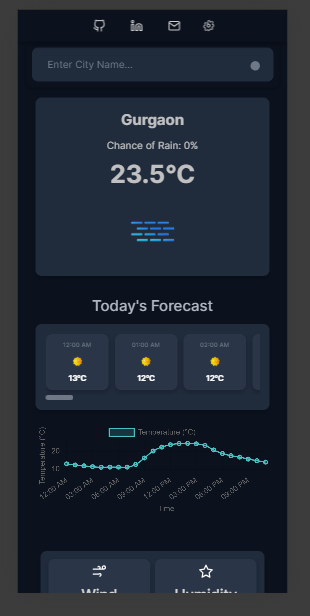 Enter City Name...
Gurgaon
Chance of Rain: 0%
23.5°C
Today's Forecast
12:00 AM 01:00 AM 02:00 AM
13°C 12°C 12°C
Temperature (°C)
Temperature (°C)
20
10
12:00 AM 03:00 AM 06:00 AM 09:00 AM 12:00 PM 03:00 PM 06:00 PM 09:00 PM
Time
Wind Humidity